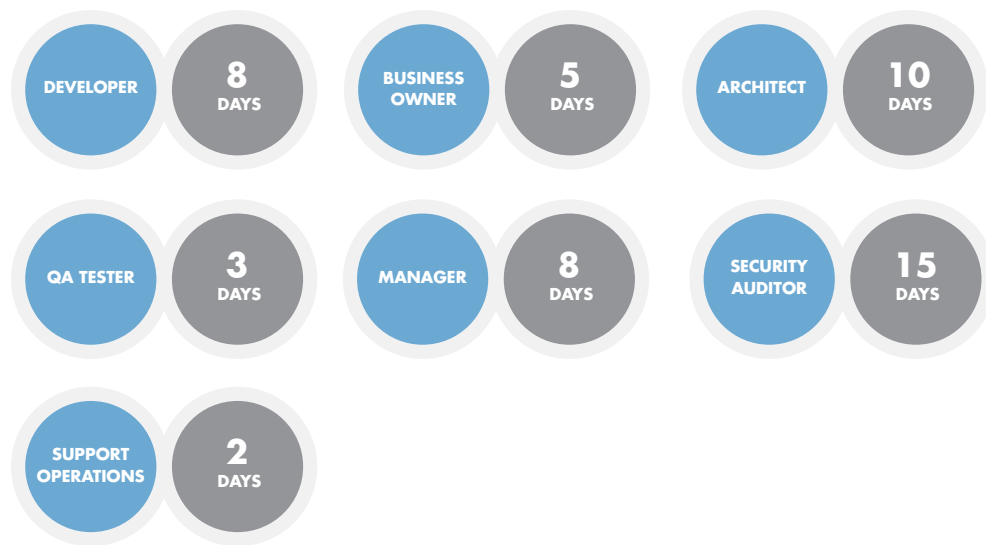 DEVELOPER
8
DAYS
BUSINESS
OWNER
5
DAYS
ARCHITECT
10
DAYS
QA TESTER
3
DAYS
MANAGER
8
DAYS
SECURITY
AUDITOR
15
DAYS
SUPPORT
OPERATIONS
2
DAYS